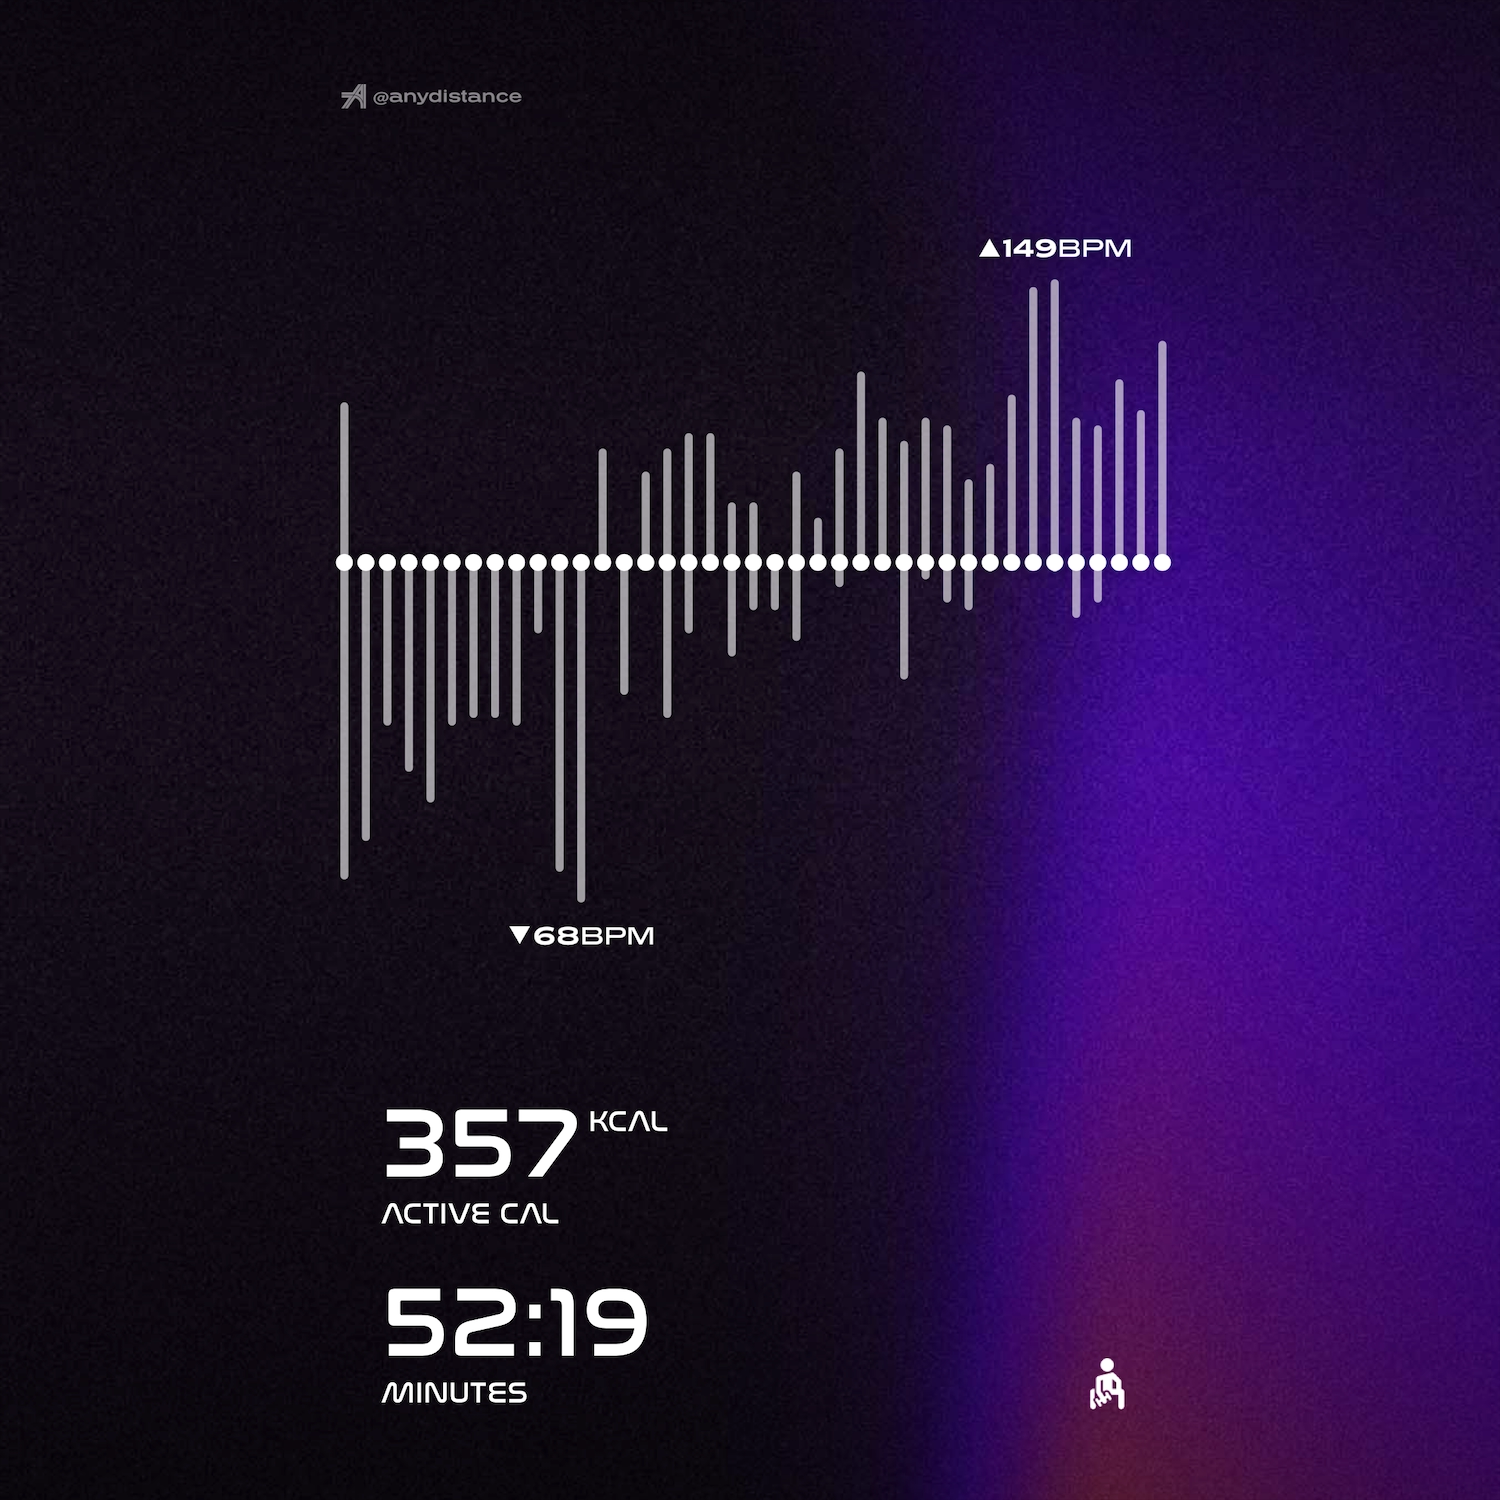 @anydistance
▲149BPM
▼68BPM
357 KCAL
ACTIVE CAL
52:19
MINUTES